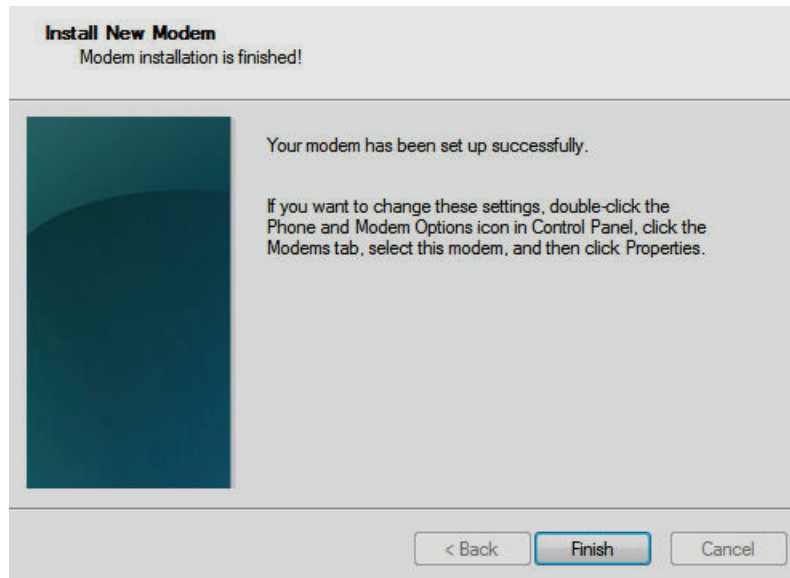 Install New Modem
Modem installation is finished!
Your modem has been set up successfully.
If you want to change these settings, double-click the
Phone and Modem Options icon in Control Panel, click the
Modems tab, select this modem, and then click Properties.
< Back
Finish
Cancel